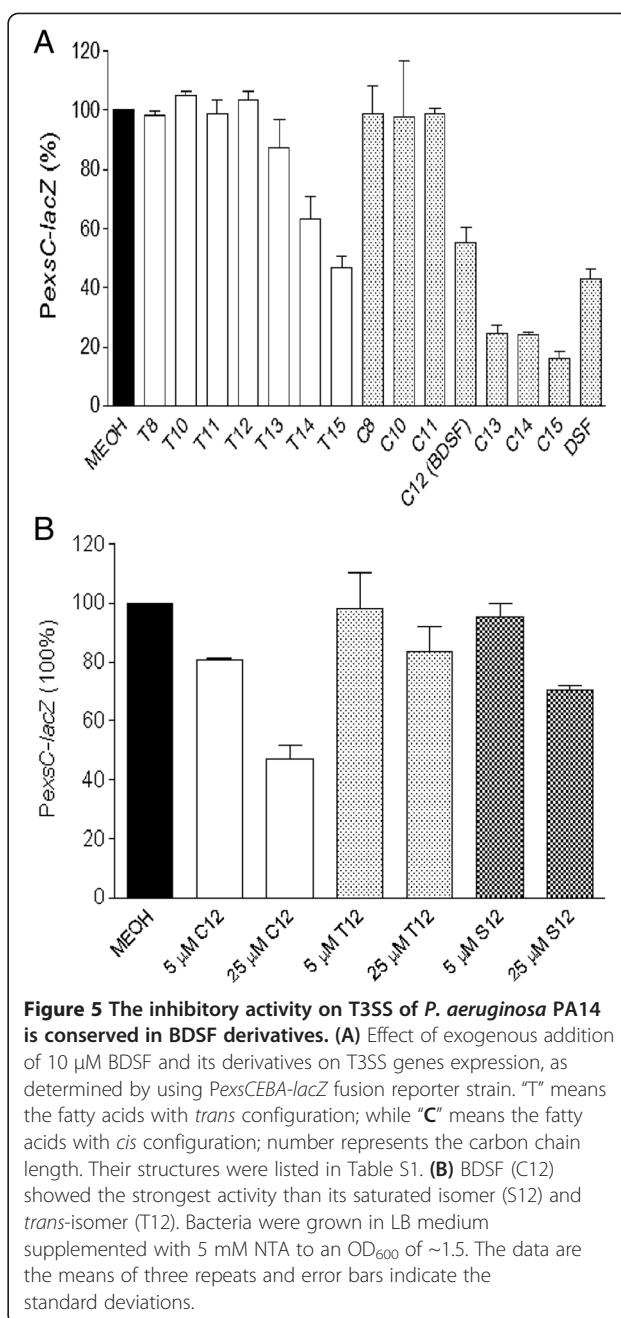 A
120
100
80
60
40
20
0
PexsC-lacZ (%)
MEOH
T8
T10
T11
T12
T13
T14
T15
C8
C10
C11
C12 (BDSF)
C13
C14
C15
DSF
B
120
100
80
60
40
20
0
PexsC-lacZ (100%)
MEOH
5 µM C12
25 µM C12
5 µM T12
25 µM T12
5 µM S12
25 µM S12
Figure 5 The inhibitory activity on T3SS of P. aeruginosa PA14
is conserved in BDSF derivatives. (A) Effect of exogenous addition
of 10 µM BDSF and its derivatives on T3SS genes expression, as
determined by using PexsCEBA-lacZ fusion reporter strain. “T” means
the fatty acids with trans configuration; while “C” means the fatty
acids with cis configuration; number represents the carbon chain
length. Their structures were listed in Table S1. (B) BDSF (C12)
showed the strongest activity than its saturated isomer (S12) and
trans-isomer (T12). Bacteria were grown in LB medium
supplemented with 5 mM NTA to an OD600 of ~1.5. The data are
the means of three repeats and error bars indicate the
standard deviations.